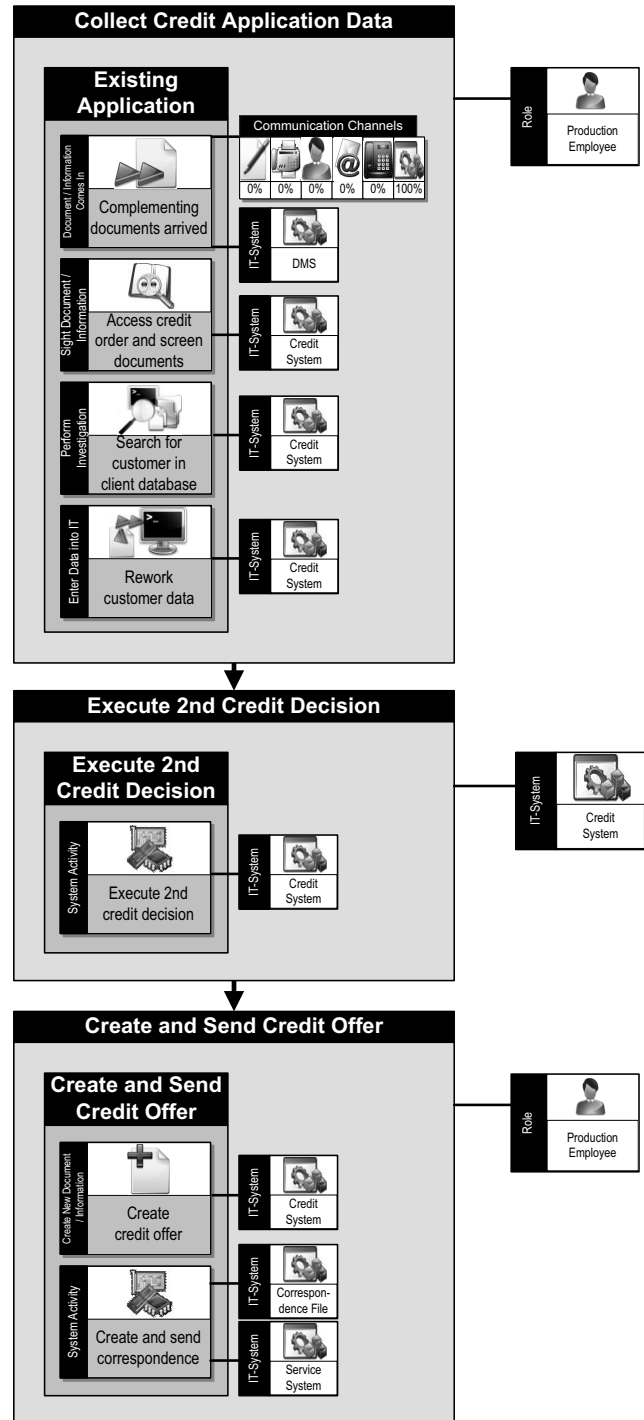 Collect Credit Application Data
Existing
Application
Document / Information
Comes In
Complementing
documents arrived
Communication Channels
0% 0% 0% 0% 0% 100%
IT-System
DMS
Sight Document /
Information
Access credit
order and screen
documents
IT-System
Credit
System
Perform
Investigation
Search for
customer in
client database
IT-System
Credit
System
Enter Data into IT
Rework
customer data
IT-System
Credit
System
Role
Production
Employee
Execute 2nd Credit Decision
Execute 2nd
Credit Decision
System Activity
Execute 2nd
credit decision
IT-System
Credit
System
IT-System
Credit
System
Create and Send Credit Offer
Create and Send
Credit Offer
Create New Document
/ Information
Create
credit offer
IT-System
Credit
System
System Activity
Create and send
correspondence
IT-System
Correspon-
dence File
IT-System
Service
System
Role
Production
Employee